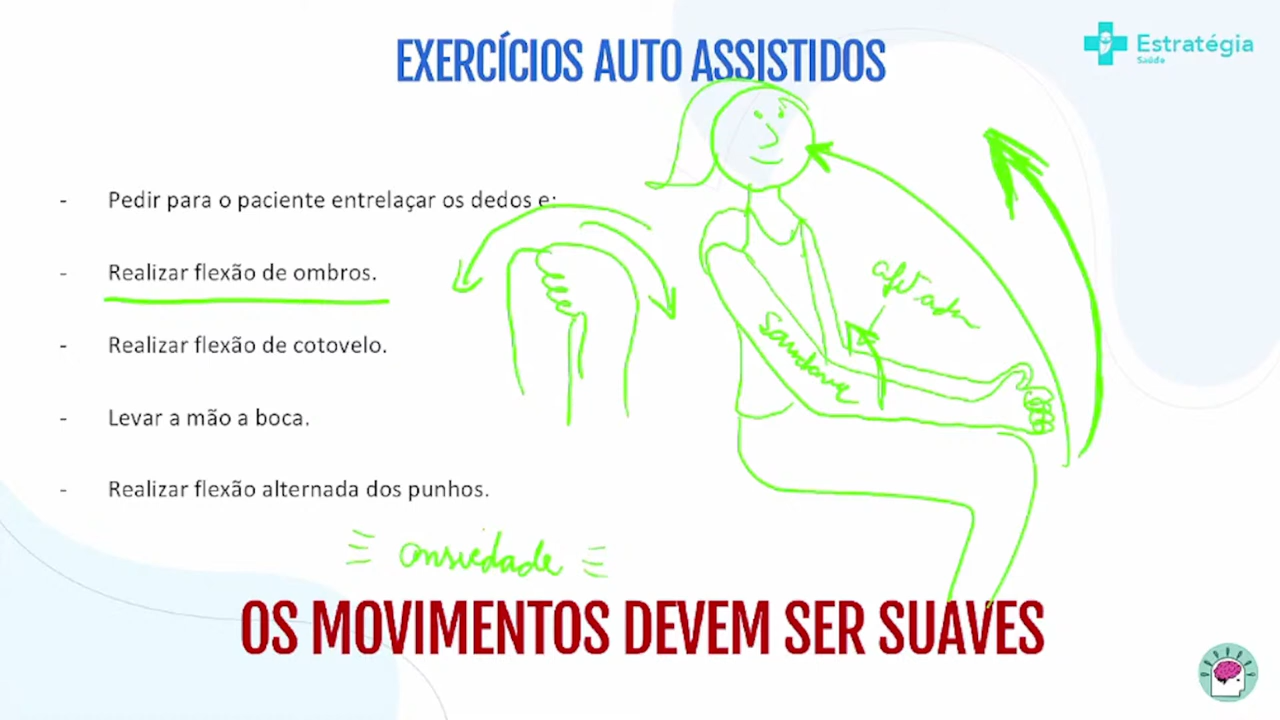 EXERCÍCIOS AUTO ASSISTIDOS
Estratégia
Saúde
- Pedir para o paciente entrelaçar os dedos e:
- Realizar flexão de ombros.
- Realizar flexão de cotovelo.
- Levar a mão a boca.
- Realizar flexão alternada dos punhos.
ansiedade
OS MOVIMENTOS DEVEM SER SUAVES